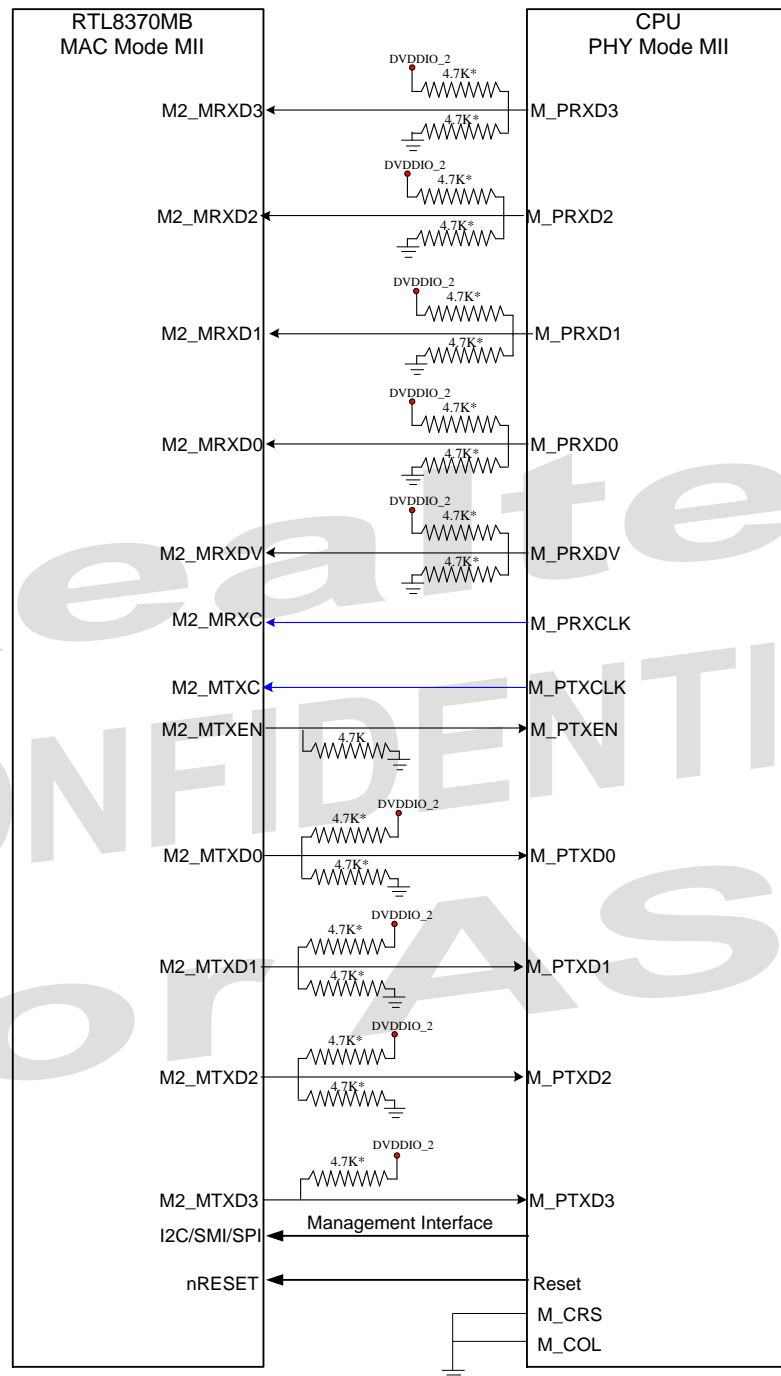 RTL8370MB
MAC Mode MII
CPU
PHY Mode MII
DVDDIO_2
4.7K*
M2_MRXD3
M_PRXD3
4.7K*
DVDDIO_2
4.7K*
M2_MRXD2
M_PRXD2
4.7K*
DVDDIO_2
4.7K*
M2_MRXD1
M_PRXD1
4.7K*
DVDDIO_2
4.7K*
M2_MRXD0
M_PRXD0
4.7K*
DVDDIO_2
4.7K*
M2_MRXDV
M_PRXDV
4.7K*
M2_MRXC
M_PRXCLK
M2_MTXC
M_PTXCLK
M2_MTXEN
M_PTXEN
4.7K
DVDDIO_2
4.7K*
M2_MTXD0
M_PTXD0
4.7K*
DVDDIO_2
4.7K*
M2_MTXD1
M_PTXD1
4.7K*
DVDDIO_2
4.7K*
M2_MTXD2
M_PTXD2
4.7K*
DVDDIO_2
4.7K*
M2_MTXD3
M_PTXD3
I2C/SMI/SPI
Management Interface
nRESET
Reset
M_CRS
M_COL